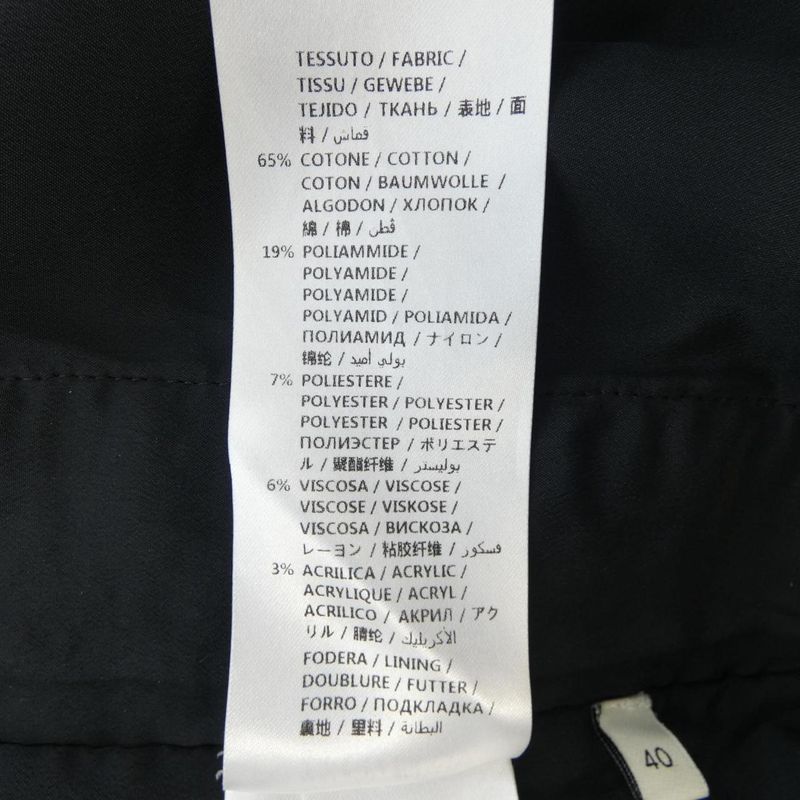 TESSUTO / FABRIC /
TISSU / GEWEBE /
TEJIDO / ТКАНЬ / 表地 / 面
料 / قماش
65% COTONE / COTTON /
COTON / BAUMWOLLE /
ALGODON / ХЛОПОК /
綿 / 棉 / قطن
19% POLIAMMIDE /
POLYAMIDE /
POLYAMIDE /
POLYAMID / POLIAMIDA /
ПОЛИАМИД / ナイロン /
锦纶 / بولي أميد
7% POLIESTERE /
POLYESTER / POLYESTER /
POLYESTER / POLIESTER /
ПОЛИЭСТЕР / ポリエステ
ル / 聚酯纤维 / بوليستر
6% VISCOSA / VISCOSE /
VISCOSE / VISKOSE /
VISCOSA / ВИСКОЗА /
レーヨン / 粘胶纤维 / فسكوز
3% ACRILICA / ACRYLIC /
ACRYLIQUE / ACRYL /
ACRILICO / АКРИЛ / アク
リル / 腈纶 / الأكريليك
FODERA / LINING /
DOUBLURE / FUTTER /
FORRO / ПОДКЛАДКА /
裏地 / 里料 / البطانة
40